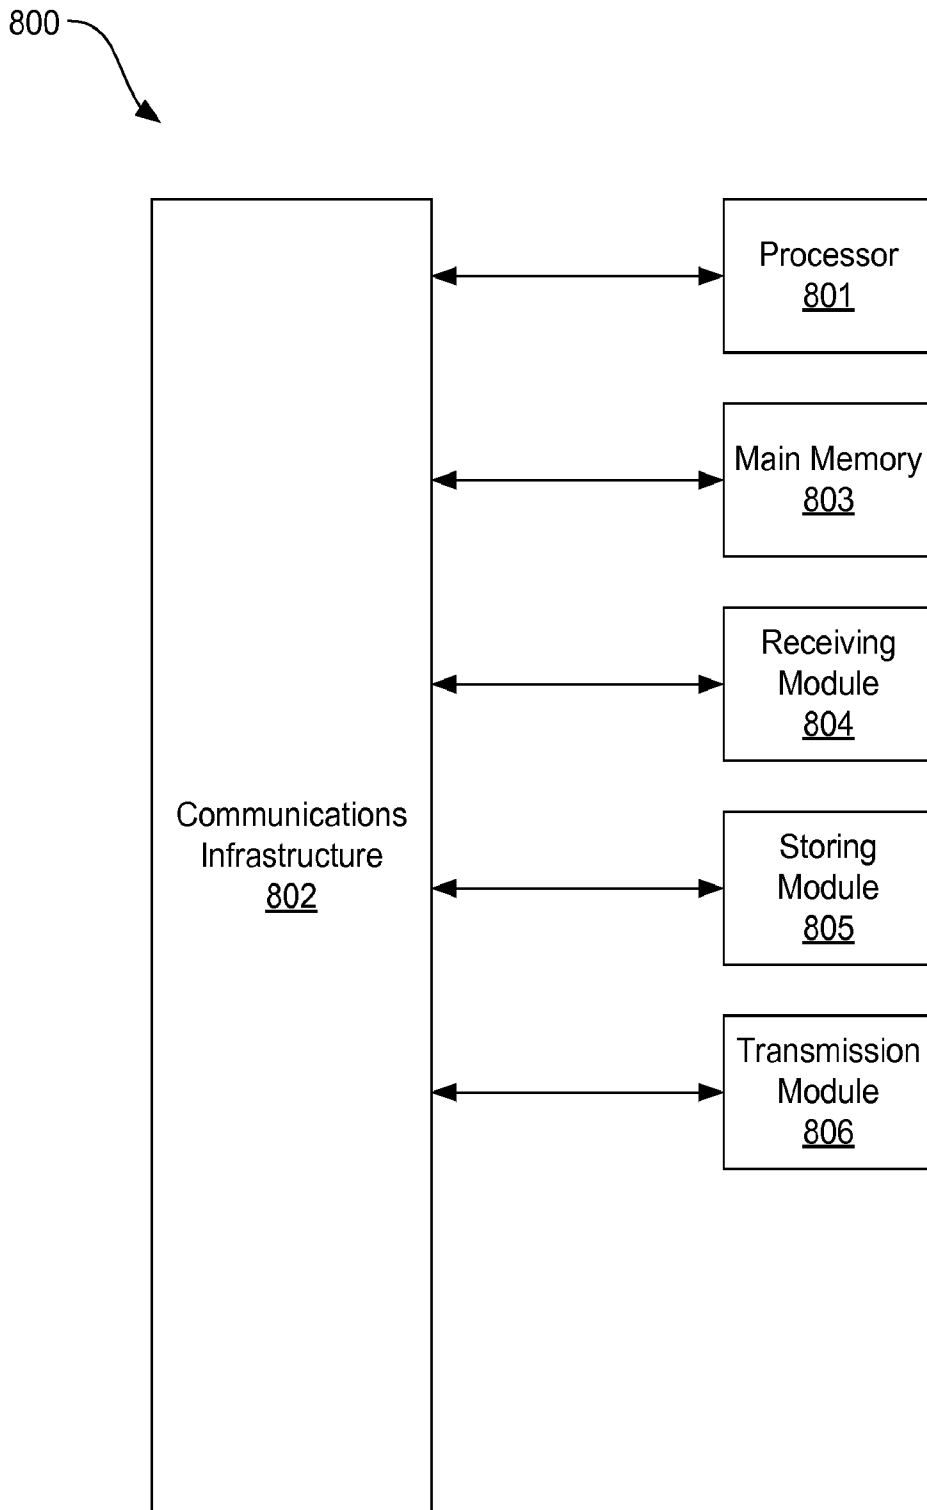 800
Processor
801
Main Memory
803
Receiving
Module
804
Communications
Infrastructure
802
Storing
Module
805
Transmission
Module
806